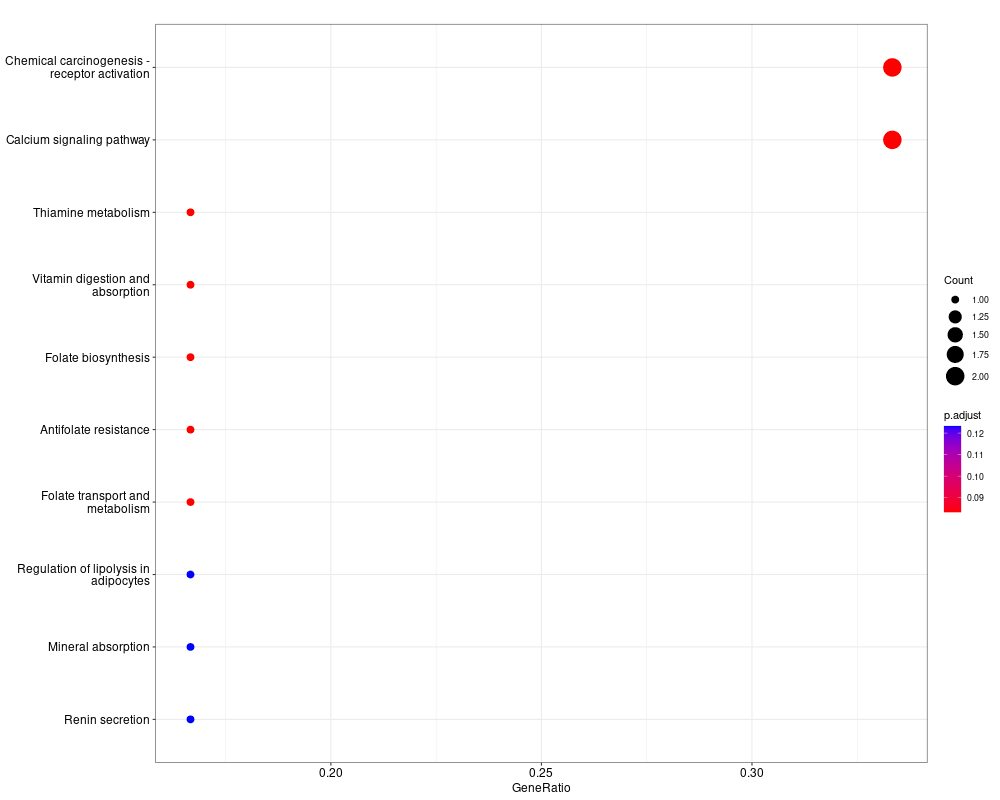 Chemical carcinogenesis -
receptor activation
Calcium signaling pathway
Thiamine metabolism
Vitamin digestion and
absorption
Folate biosynthesis
Antifolate resistance
Folate transport and
metabolism
Regulation of lipolysis in
adipocytes
Mineral absorption
Renin secretion
0.20
0.25
0.30
GeneRatio
Count
1.00
1.25
1.50
1.75
2.00
p.adjust
0.12
0.11
0.10
0.09